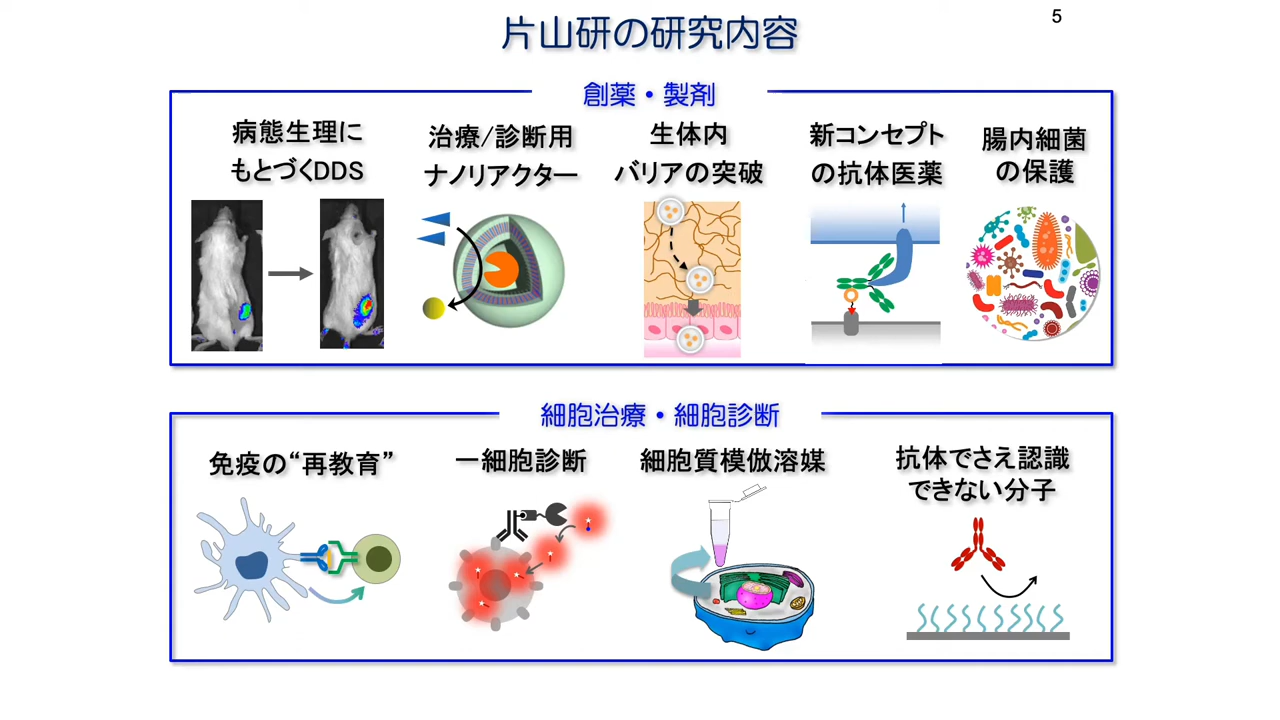 5
片山研の研究内容
創薬・製剤
病態生理に
もとづくDDS
治療/診断用
ナノリアクター
生体内
バリアの突破
新コンセプト
の抗体医薬
腸内細菌
の保護
細胞治療・細胞診断
免疫の“再教育”
一細胞診断
細胞質模倣溶媒
抗体でさえ認識
できない分子